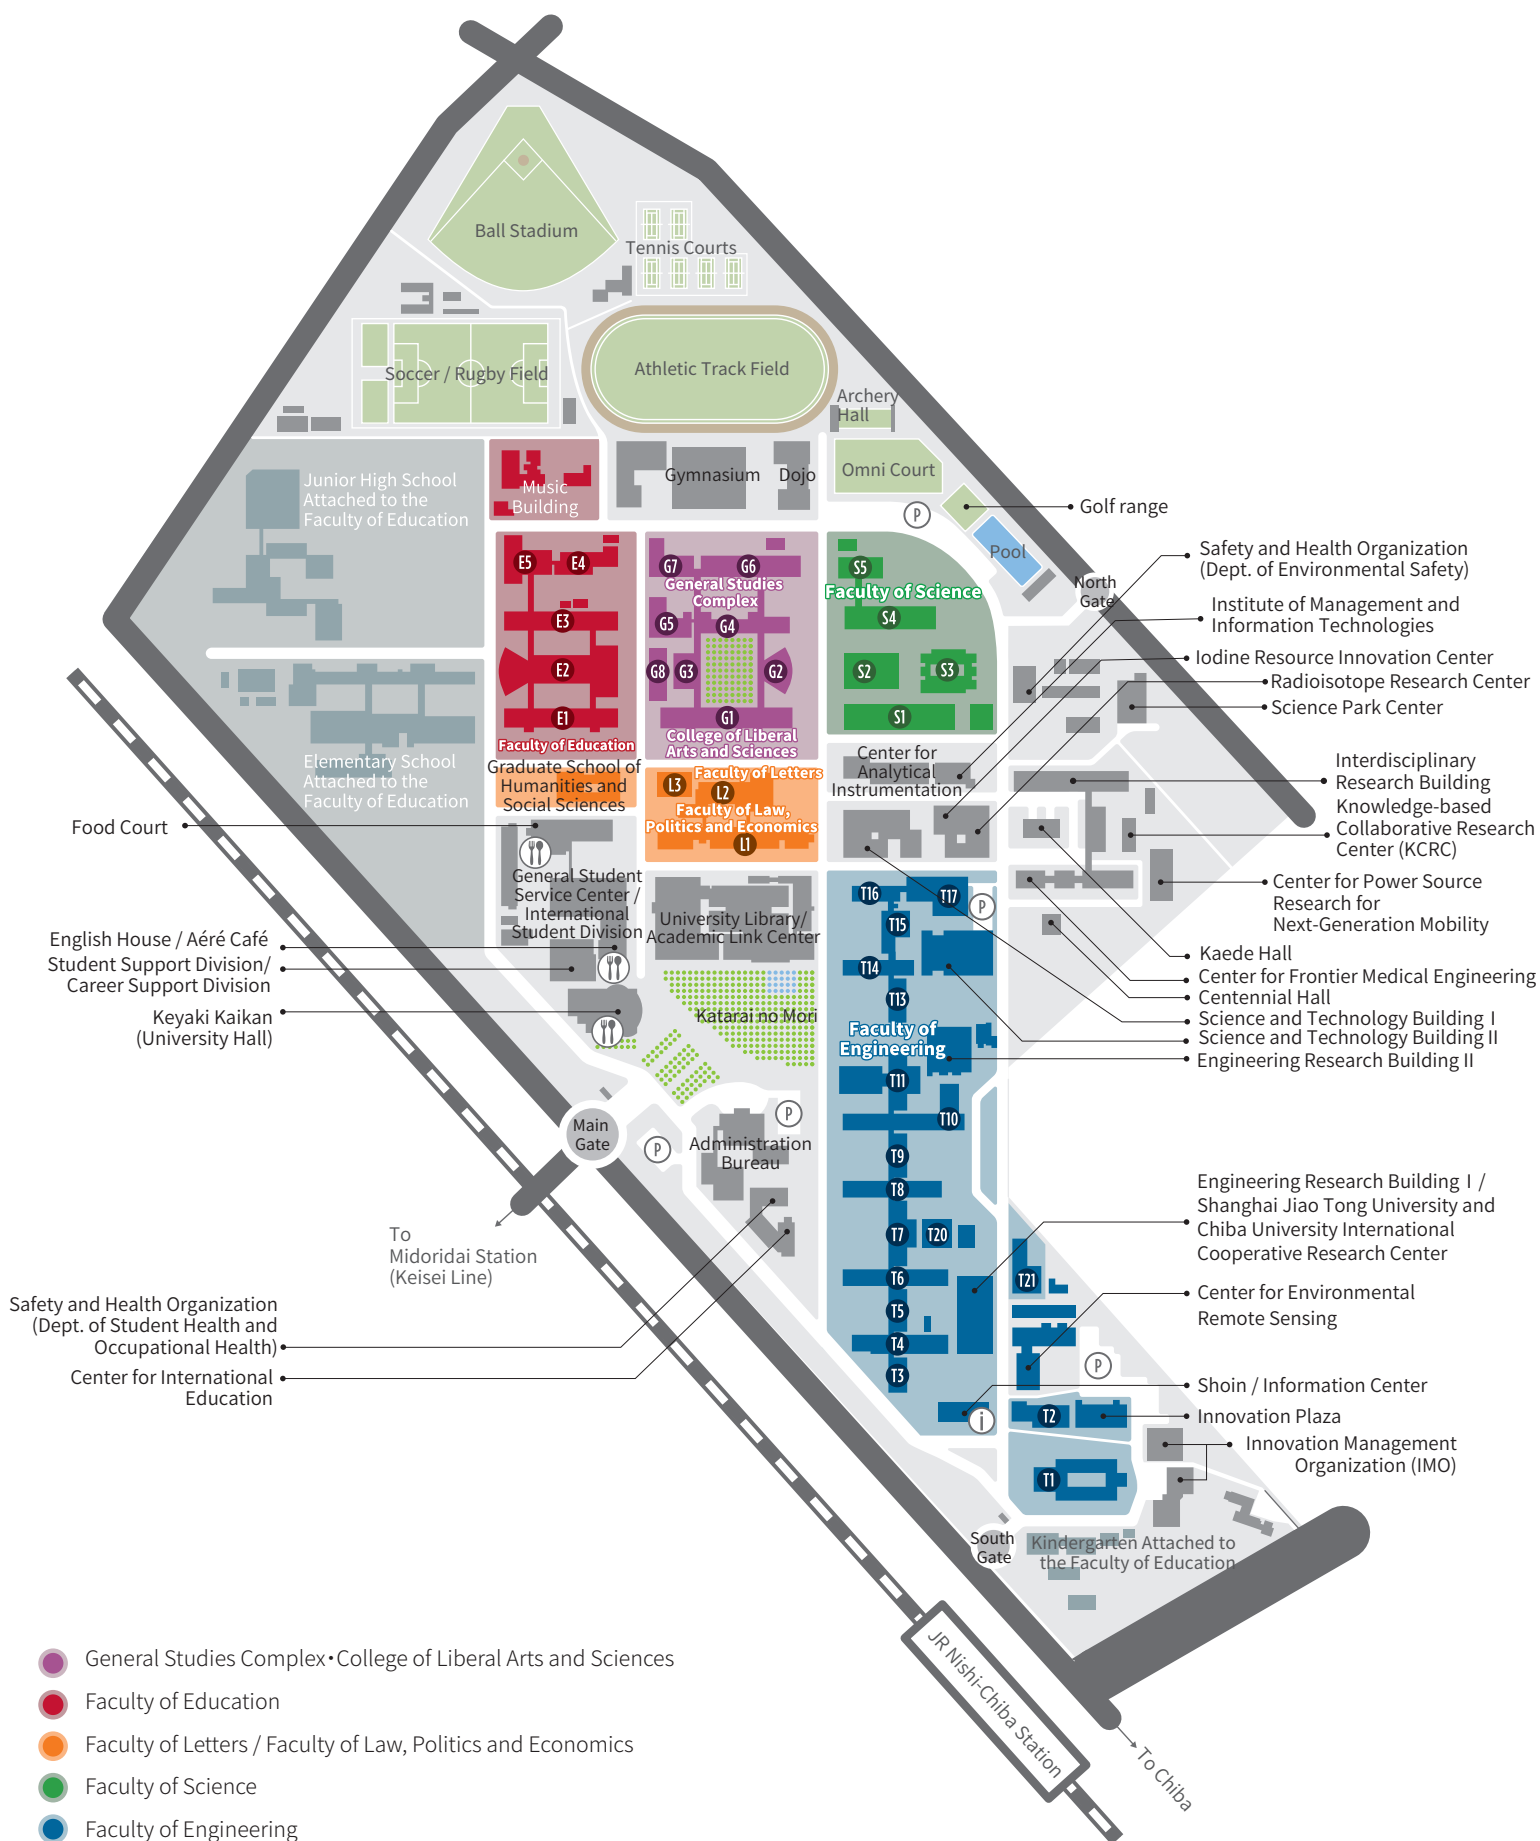 Ball Stadium
Tennis Courts
Soccer / Rugby Field
Athletic Track Field
Archery
Hall
Junior High School
Attached to the
Faculty of Education
Music
Building
Gymnasium
Dojo
Omni Court
P
Golf range
Pool
North
Gate
Safety and Health Organization
(Dept. of Environmental Safety)
Institute of Management and
Information Technologies
Iodine Resource Innovation Center
Radioisotope Research Center
Science Park Center
Interdisciplinary
Research Building
Knowledge-based
Collaborative Research
Center (KCRC)
Center for Power Source
Research for
Next-Generation Mobility
Kaede Hall
Center for Frontier Medical Engineering
Centennial Hall
Science and Technology Building I
Science and Technology Building II
Engineering Research Building II
E5
E4
E3
E2
E1
Faculty of Education
G7
G6
General Studies
Complex
G5
G4
G8
G3
G2
G1
College of Liberal
Arts and Sciences
S5
Faculty of Science
S4
S2
S3
S1
Elementary School
Attached to the
Faculty of Education
Graduate School of
Humanities and
Social Sciences
L3
Faculty of Letters
L2
Faculty of Law,
Politics and Economics
L1
Center for
Analytical
Instrumentation
Food Court
General Student
Service Center /
International
Student Division
University Library/
Academic Link Center
English House / Aéré Café
Student Support Division/
Career Support Division
Keyaki Kaikan
(University Hall)
Katarai no Mori
T16
T17
P
T15
T14
T13
Faculty of
Engineering
T11
T10
T9
T8
T7
T20
T6
T5
T4
T3
Main
Gate
P
P
Administration
Bureau
To
Midoridai Station
(Keisei Line)
Safety and Health Organization
(Dept. of Student Health and
Occupational Health)
Center for International
Education
Engineering Research Building I /
Shanghai Jiao Tong University and
Chiba University International
Cooperative Research Center
T21
Center for Environmental
Remote Sensing
P
Shoin / Information Center
i
T2
Innovation Plaza
Innovation Management
Organization (IMO)
T1
South
Gate
Kindergarten Attached to
the Faculty of Education
JR Nishi-Chiba Station
To Chiba
General Studies Complex･College of Liberal Arts and Sciences
Faculty of Education
Faculty of Letters / Faculty of Law, Politics and Economics
Faculty of Science
Faculty of Engineering